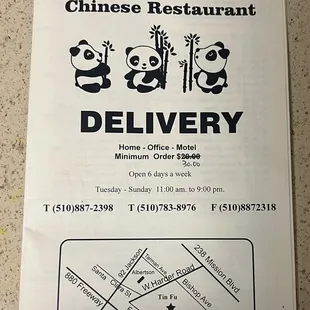 Chinese Restaurant
DELIVERY
Home - Office - Motel
Minimum Order $20.00
30.00
Open 6 days a week
Tuesday - Sunday 11:00 am. to 9:00 pm.
T (510)887-2398 T (510)783-8976 F (510)8872318
238 Mission Blvd
92 Jackson
Santa Clara St
Albertson
W.Harder Road
880 Freeway
Bishop Ave
Tin Fu